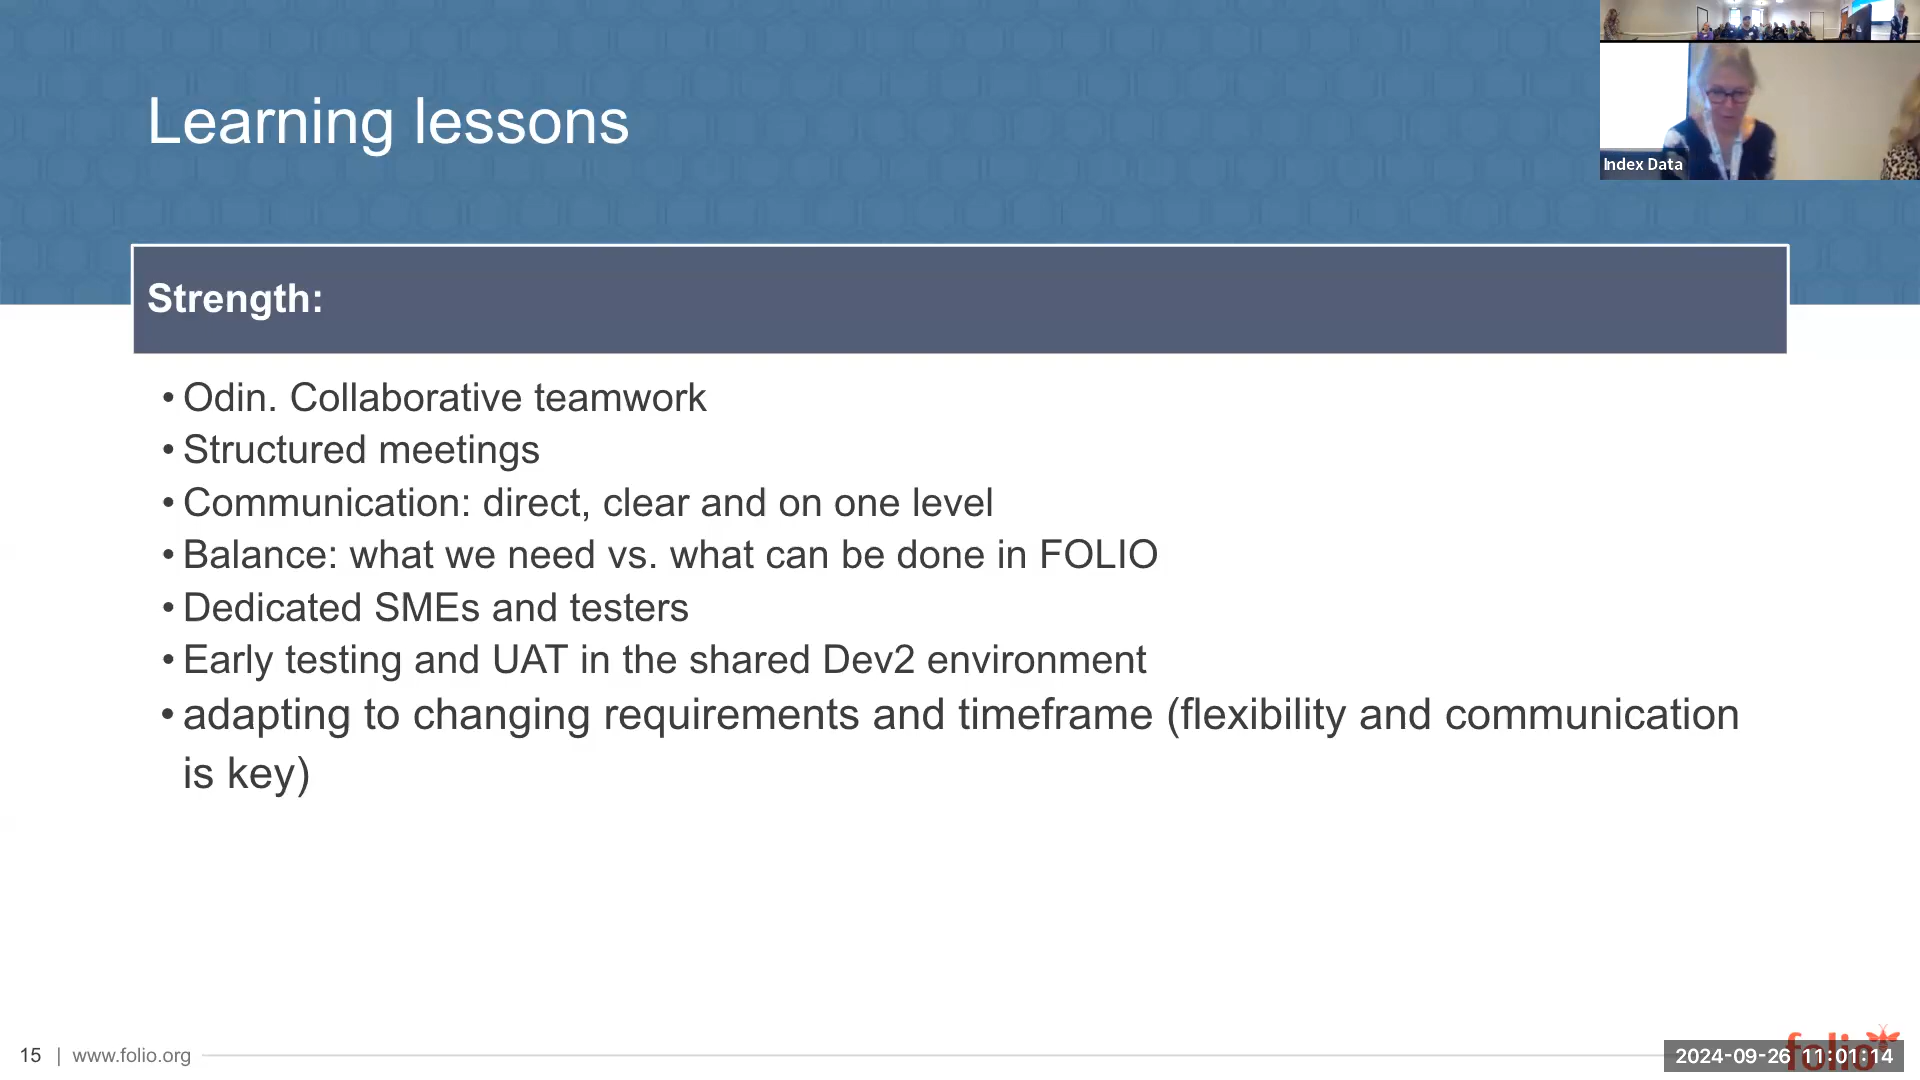 Learning lessons
Index Data
Strength:
• Odin. Collaborative teamwork
• Structured meetings
• Communication: direct, clear and on one level
• Balance: what we need vs. what can be done in FOLIO
• Dedicated SMEs and testers
• Early testing and UAT in the shared Dev2 environment
• adapting to changing requirements and timeframe (flexibility and communication
is key)
15 | www.folio.org
folio
2024-09-26 11:01:14